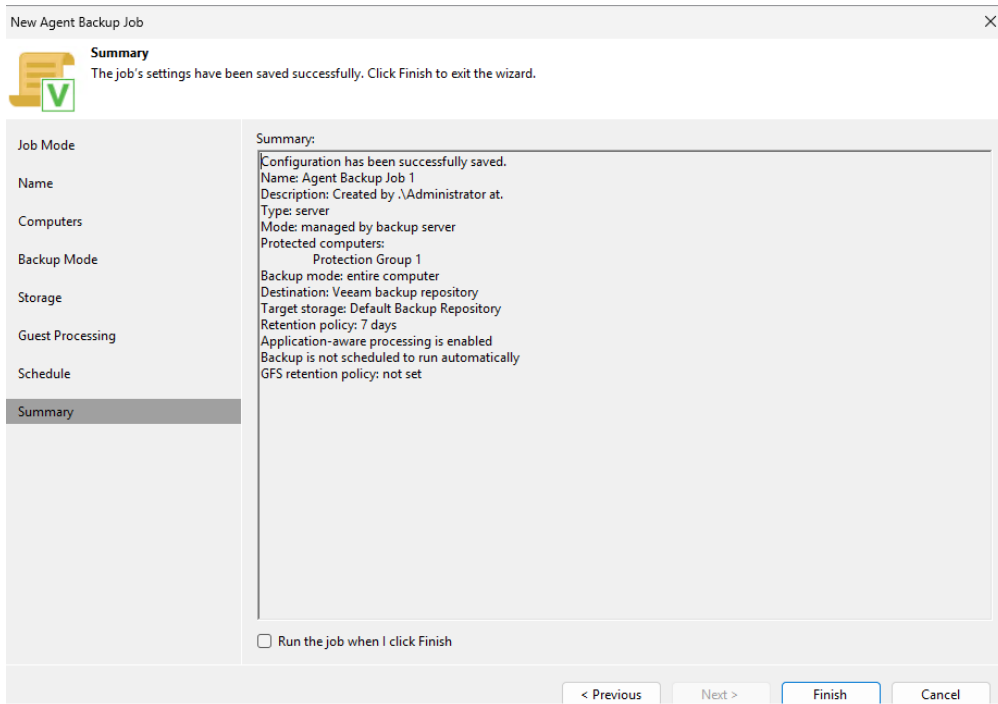 New Agent Backup Job
Summary
The job's settings have been saved successfully. Click Finish to exit the wizard.
V
Job Mode
Name
Computers
Backup Mode
Storage
Guest Processing
Schedule
Summary
Summary:
Configuration has been successfully saved.
Name: Agent Backup Job 1
Description: Created by .\Administrator at.
Type: server
Mode: managed by backup server
Protected computers:
Protection Group 1
Backup mode: entire computer
Destination: Veeam backup repository
Target storage: Default Backup Repository
Retention policy: 7 days
Application-aware processing is enabled
Backup is not scheduled to run automatically
GFS retention policy: not set
Run the job when I click Finish
< Previous
Next >
Finish
Cancel